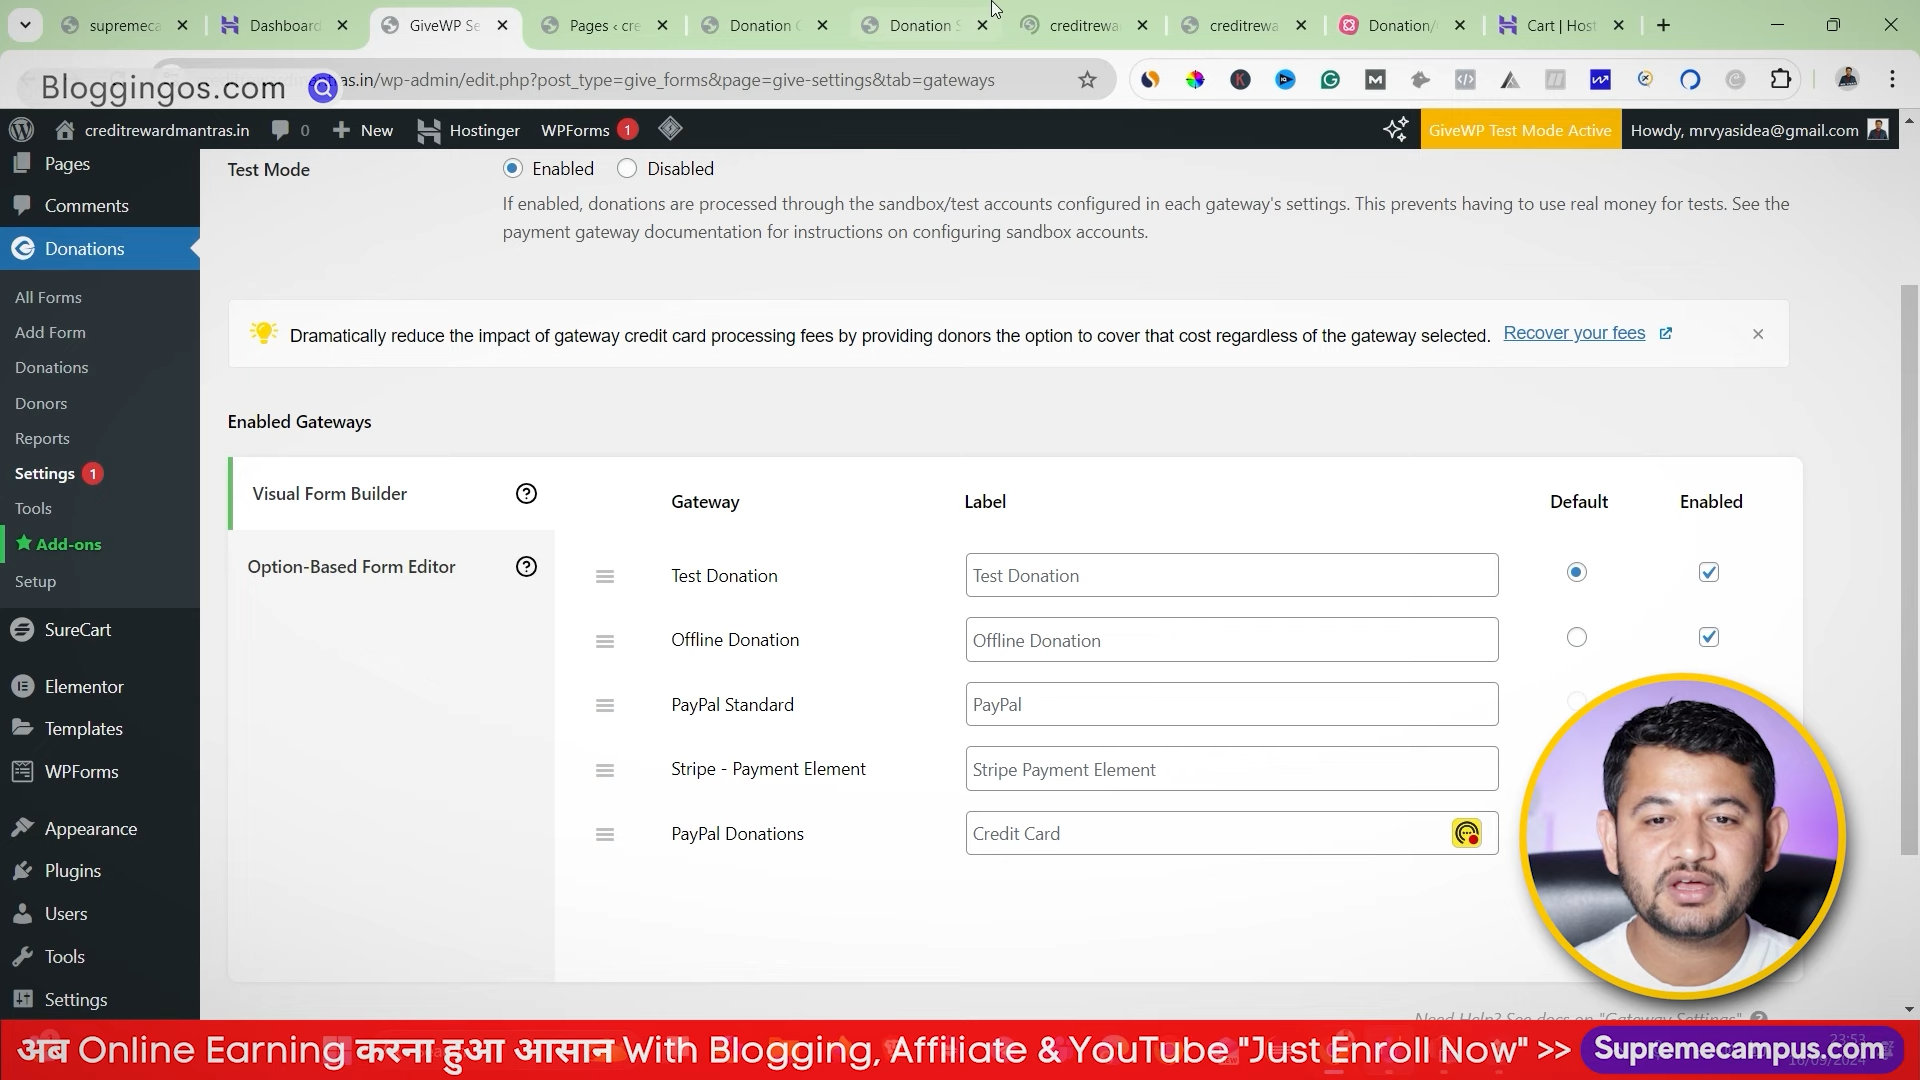 supremeca
Dashboard
GiveWP Se
Pages ‹ cre
Donation
Donation S
creditrewa
creditrewa
Donation/
Cart | Host
Bloggingos.com
as.in/wp-admin/edit.php?post_type=give_forms&page=give-settings&tab=gateways
creditrewardmantras.in
0
New
Hostinger
WPForms 1
GiveWP Test Mode Active
Howdy, mrvyasidea@gmail.com
Pages
Comments
Donations
All Forms
Add Form
Donations
Donors
Reports
Settings 1
Tools
Add-ons
Setup
SureCart
Elementor
Templates
WPForms
Appearance
Plugins
Users
Tools
Settings
Test Mode
Enabled
Disabled
If enabled, donations are processed through the sandbox/test accounts configured in each gateway's settings. This prevents having to use real money for tests. See the
payment gateway documentation for instructions on configuring sandbox accounts.
Dramatically reduce the impact of gateway credit card processing fees by providing donors the option to cover that cost regardless of the gateway selected. Recover your fees
Enabled Gateways
Visual Form Builder
Option-Based Form Editor
Gateway Label Default Enabled
Test Donation Test Donation
Offline Donation Offline Donation
PayPal Standard PayPal
Stripe - Payment Element Stripe Payment Element
PayPal Donations Credit Card
Need Help? See docs on "Gateway Settings"
अब Online Earning करना हुआ आसान With Blogging, Affiliate & YouTube "Just Enroll Now" >> Supremecampus.com